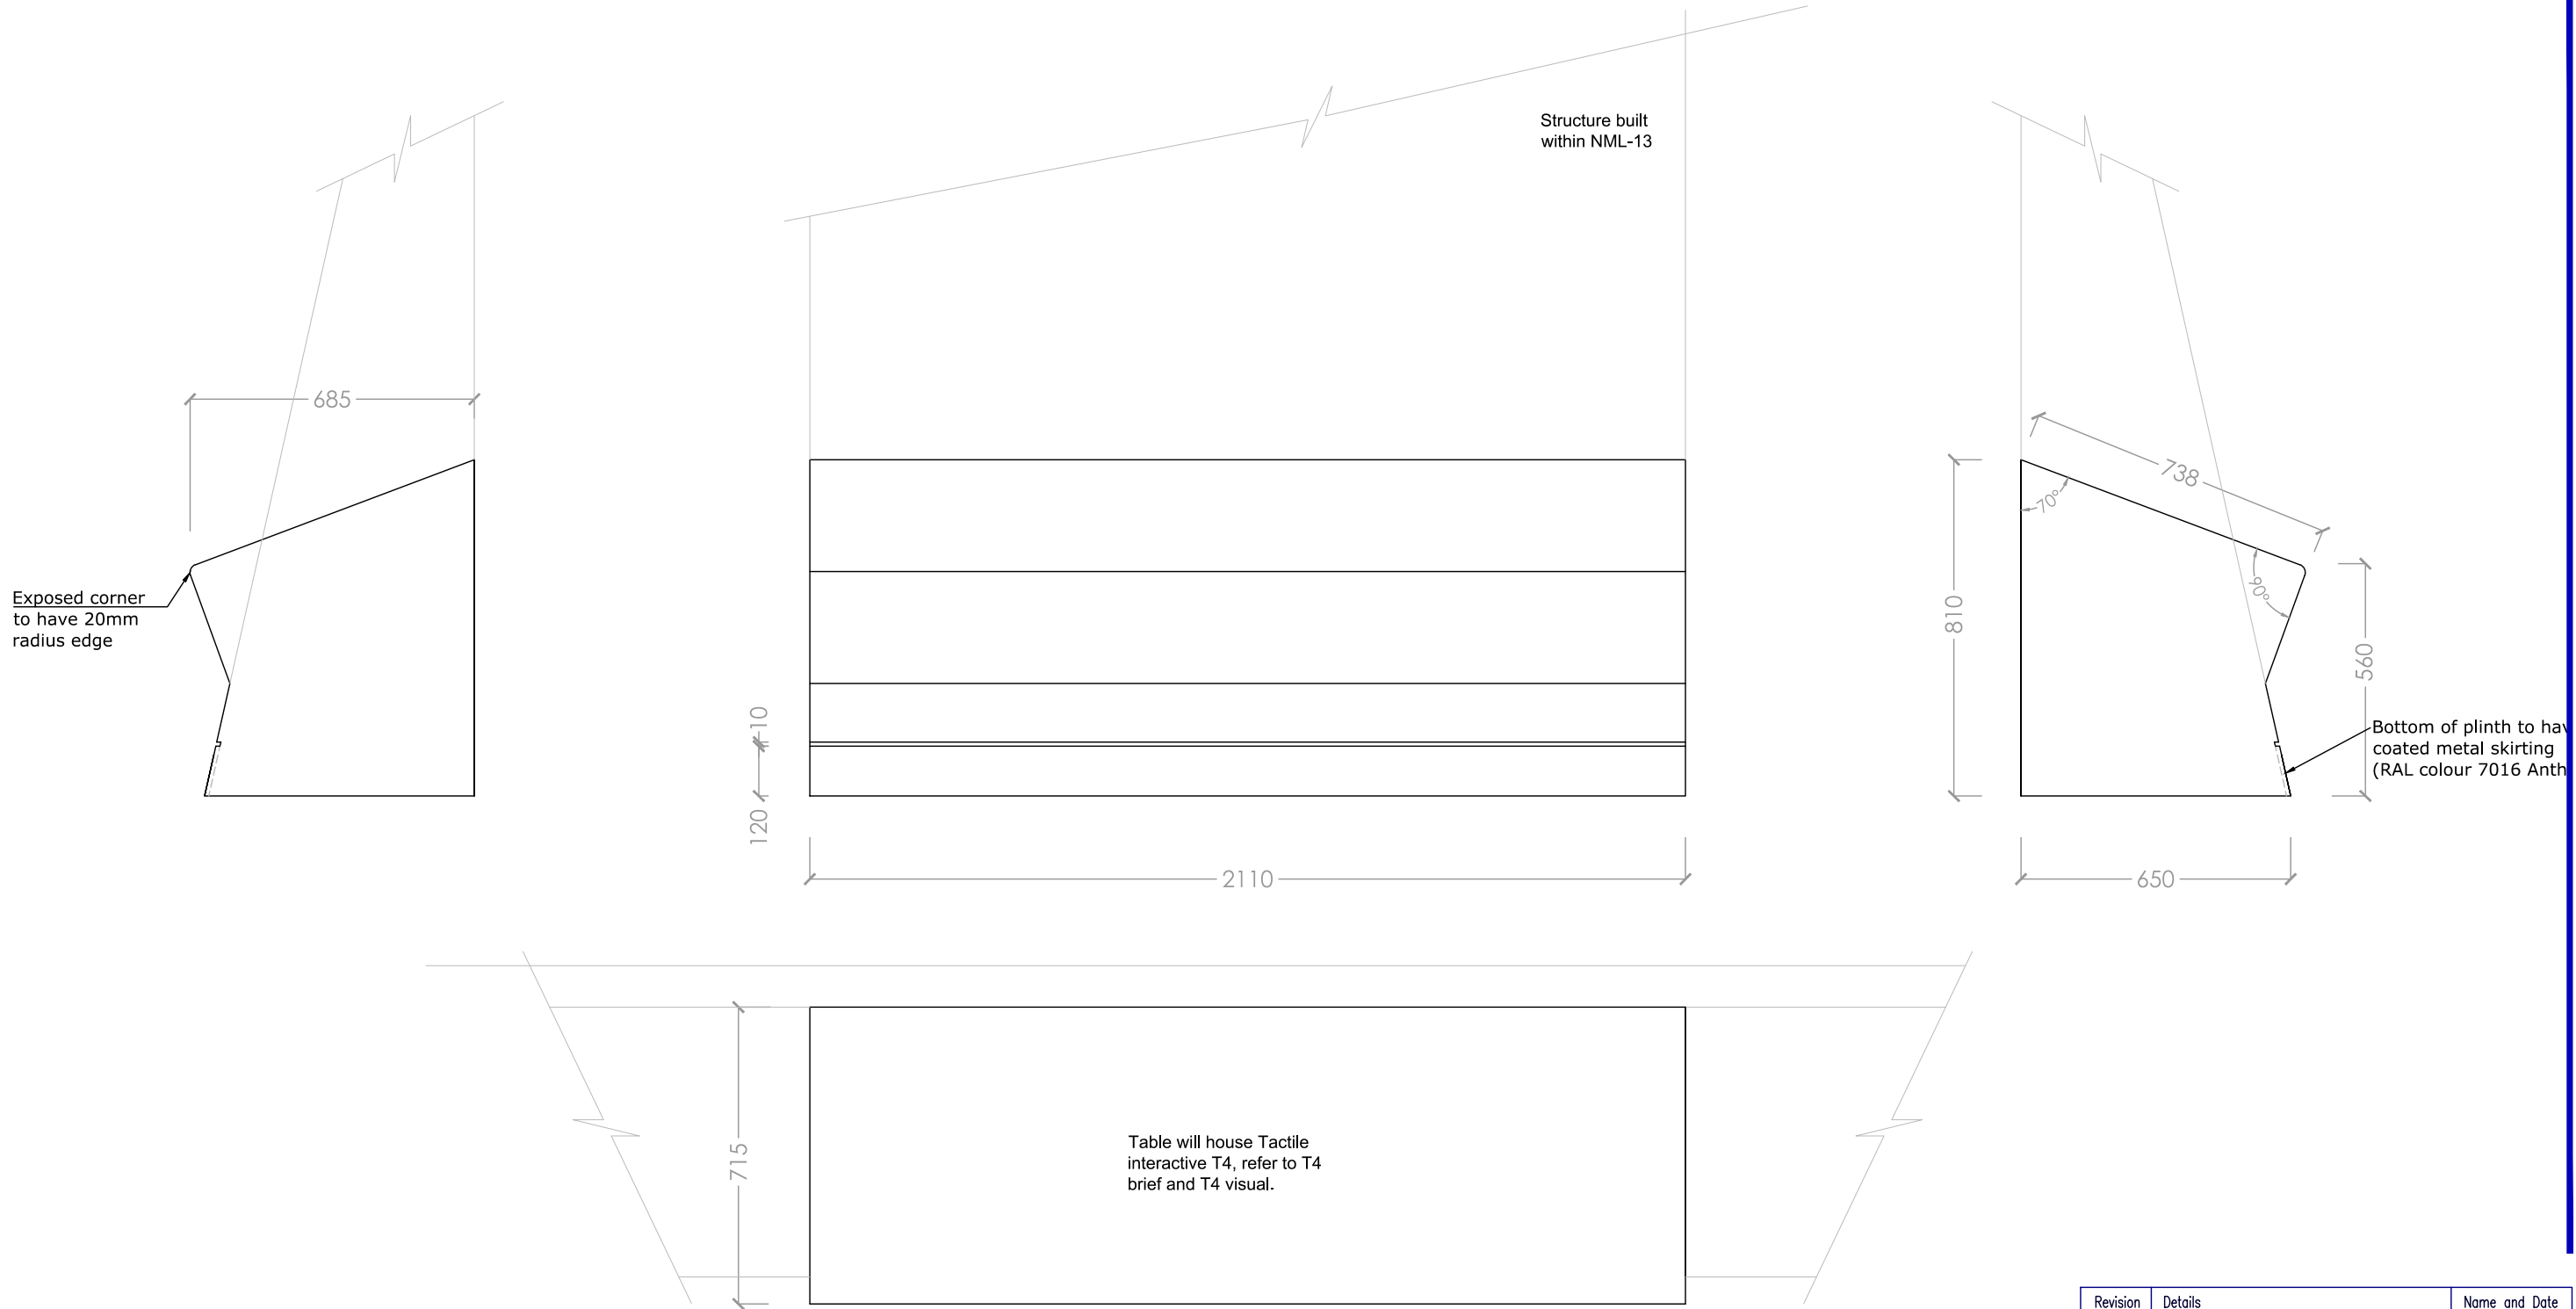 Structure built
within NML-13
685
738
70°
90°
810
560
Exposed corner
to have 20mm
radius edge
10
120
Bottom of plinth to
coated metal skirting
(RAL colour 7016
2110
650
715
Table will house Tactile
interactive T4, refer to T4
brief and T4 visual.
Revision Details Name and Date